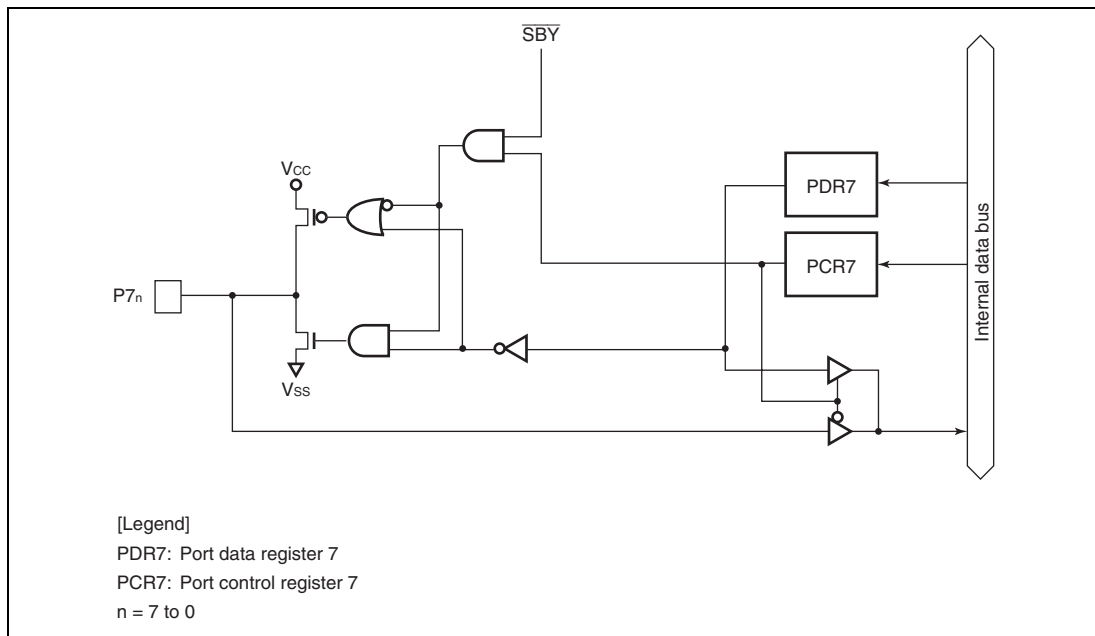 SBY
VCC
PDR7
PCR7
Internal data bus
P7n
VSS
[Legend]
PDR7: Port data register 7
PCR7: Port control register 7
n = 7 to 0